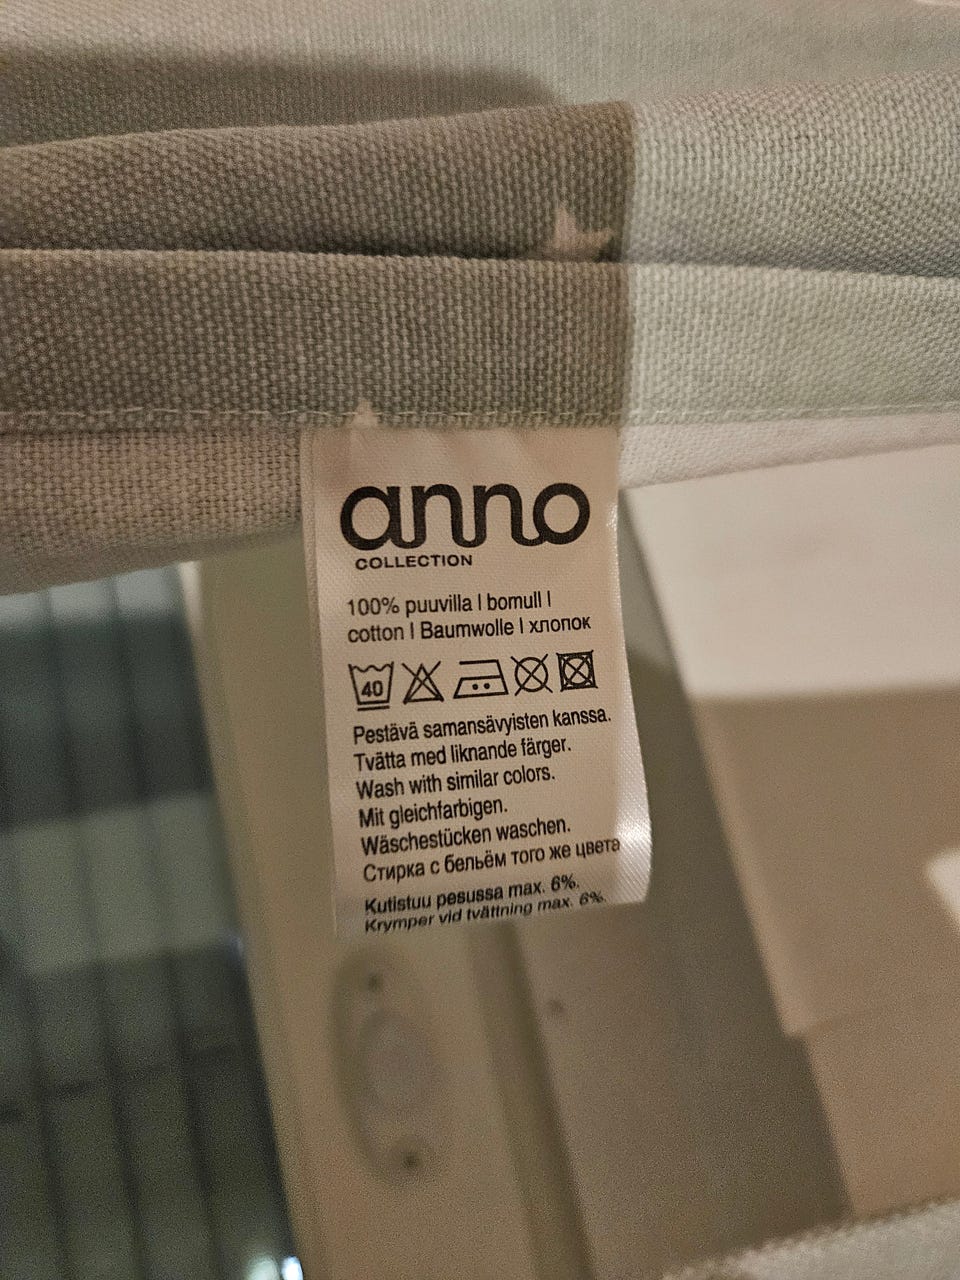 anno
COLLECTION
100% puuvilla | bomull |
cotton | Baumwolle | хлопок
40
Pestävä samansävyisten kanssa.
Tvätta med liknande färger.
Wash with similar colors.
Mit gleichfarbigen.
Wäschestücken waschen.
Стирка с бельём того же цвета
Kutistuu pesussa max. 6%.
Krymper vid tvättning max. 6%.